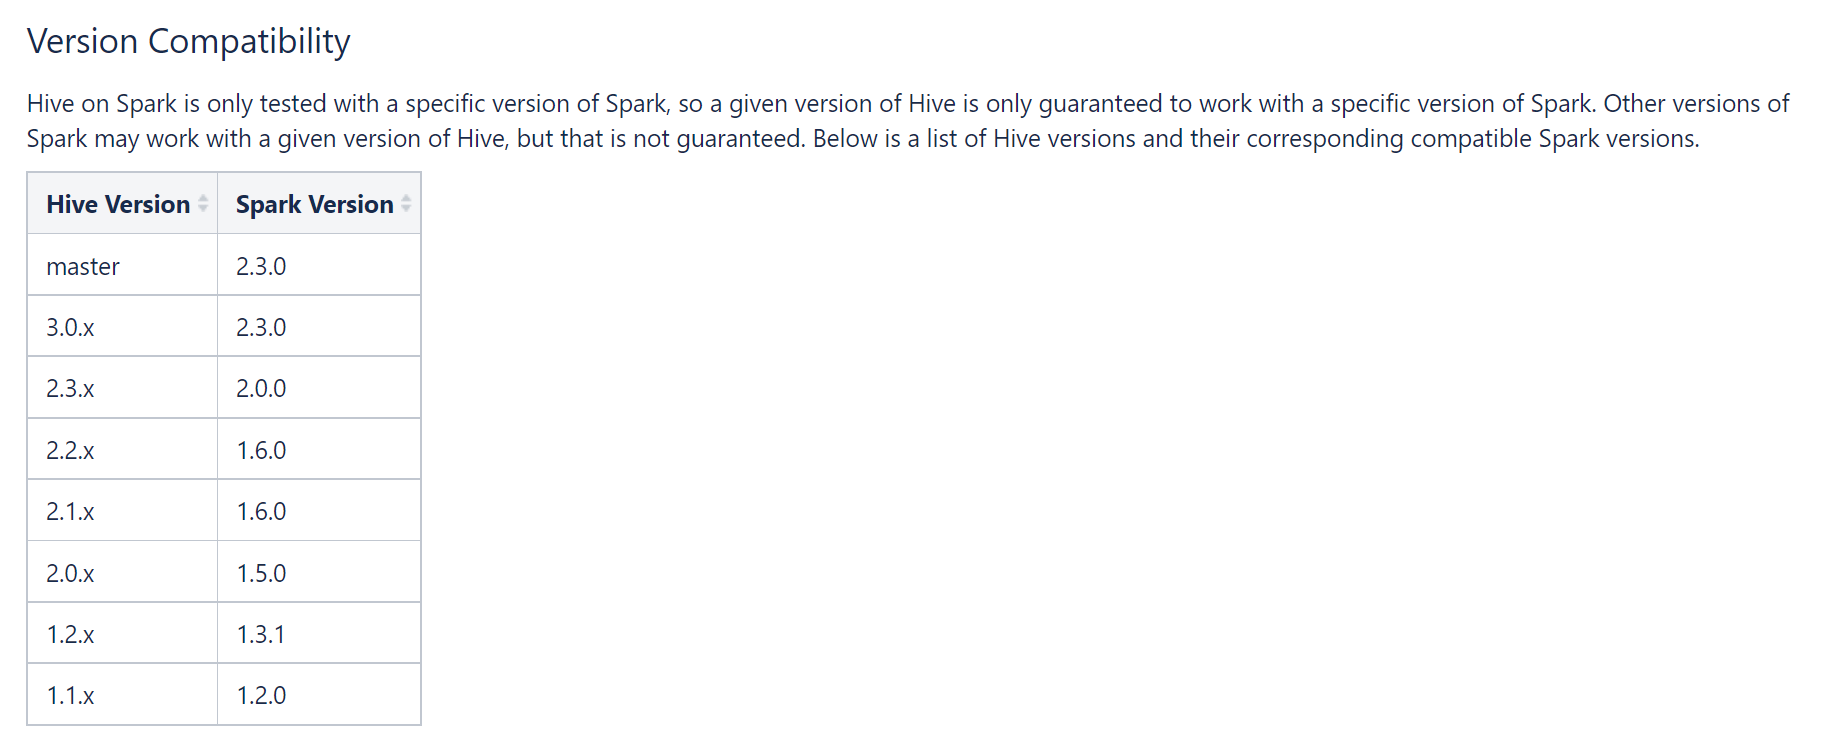 Version Compatibility
Hive on Spark is only tested with a specific version of Spark, so a given version of Hive is only guaranteed to work with a specific version of Spark. Other versions of
Spark may work with a given version of Hive, but that is not guaranteed. Below is a list of Hive versions and their corresponding compatible Spark versions.
Hive Version Spark Version
master 2.3.0
3.0.x 2.3.0
2.3.x 2.0.0
2.2.x 1.6.0
2.1.x 1.6.0
2.0.x 1.5.0
1.2.x 1.3.1
1.1.x 1.2.0